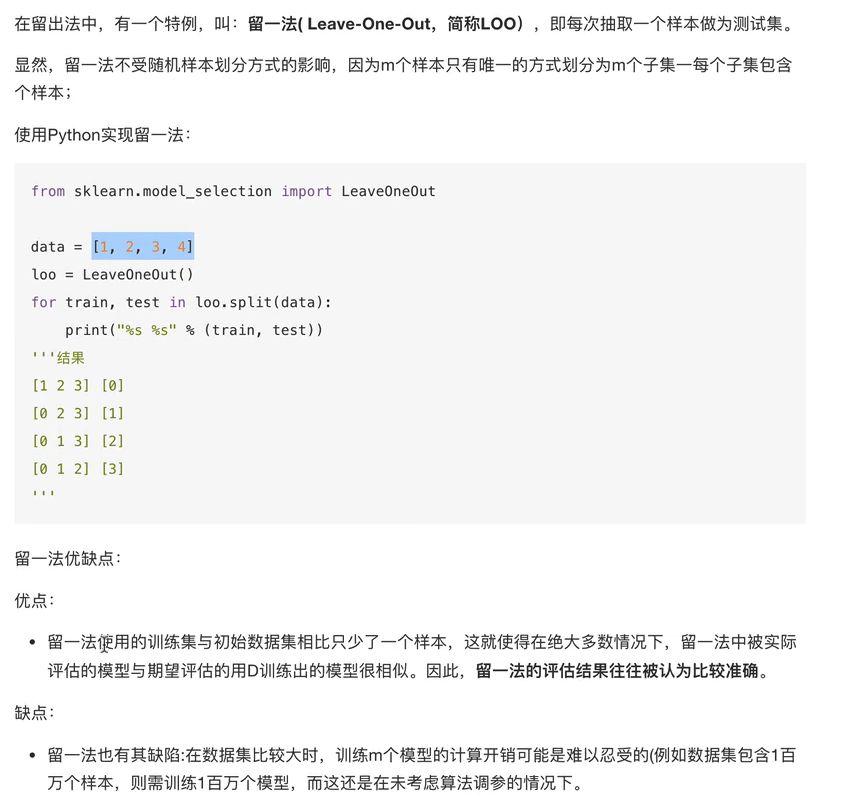 在留出法中，有一个特例，叫：留一法( Leave-One-Out，简称LOO），即每次抽取一个样本做为测试集。
显然，留一法不受随机样本划分方式的影响，因为m个样本只有唯一的方式划分为m个子集一每个子集包含
个样本；
使用Python实现留一法：
from sklearn.model_selection import LeaveOneOut
data = [1, 2, 3, 4]
loo = LeaveOneOut()
for train, test in loo.split(data):
    print("%s %s" % (train, test))
'''结果
[1 2 3] [0]
[0 2 3] [1]
[0 1 3] [2]
[0 1 2] [3]
'''
留一法优缺点：
优点：
• 留一法使用的训练集与初始数据集相比只少了一个样本，这就使得在绝大多数情况下，留一法中被实际
评估的模型与期望评估的用D训练出的模型很相似。因此，留一法的评估结果往往被认为比较准确。
缺点：
• 留一法也有其缺陷:在数据集比较大时，训练m个模型的计算开销可能是难以忍受的(例如数据集包含1百
万个样本，则需训练1百万个模型，而这还是在未考虑算法调参的情况下。